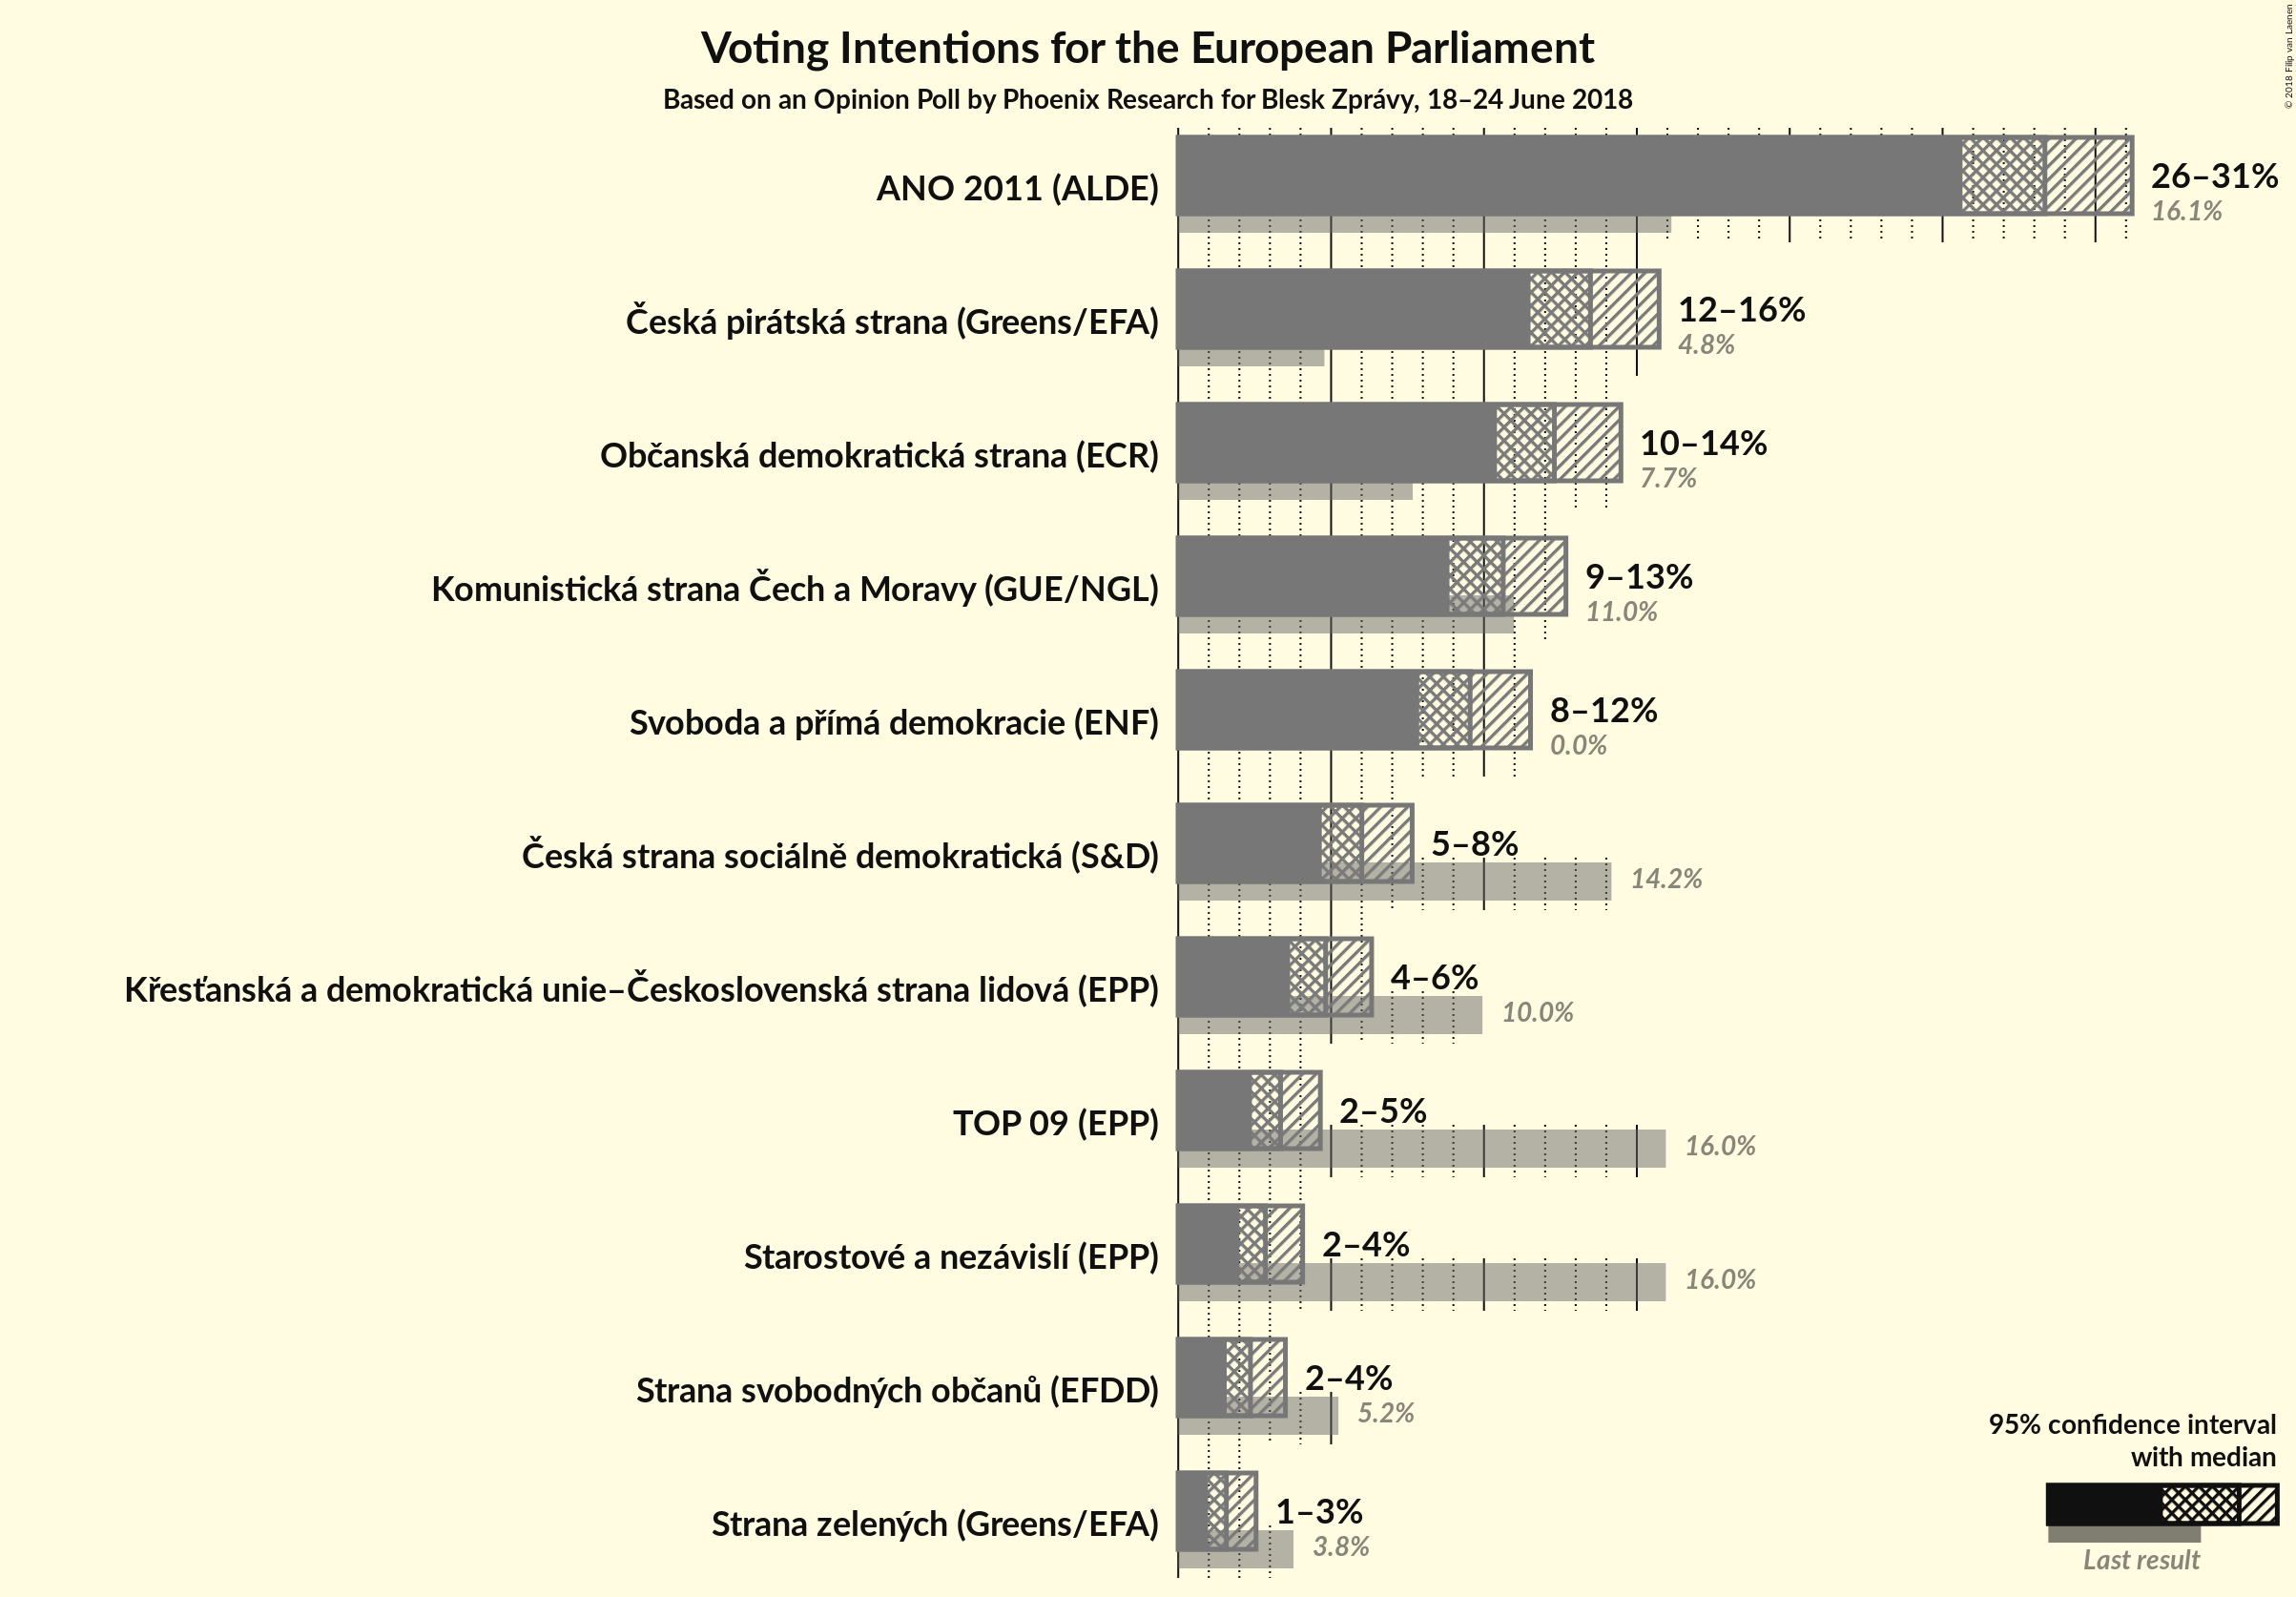 © 2018 Filip van Laenen
Voting Intentions for the European Parliament
Based on an Opinion Poll by Phoenix Research for Blesk Zprávy, 18–24 June 2018
ANO 2011 (ALDE)
26–31%
16.1%
Česká pirátská strana (Greens/EFA)
12–16%
4.8%
Občanská demokratická strana (ECR)
10–14%
7.7%
Komunistická strana Čech a Moravy (GUE/NGL)
9–13%
11.0%
Svoboda a přímá demokracie (ENF)
8–12%
0.0%
Česká strana sociálně demokratická (S&D)
5–8%
14.2%
Křesťanská a demokratická unie–Československá strana lidová (EPP)
4–6%
10.0%
TOP 09 (EPP)
2–5%
16.0%
Starostové a nezávislí (EPP)
2–4%
16.0%
Strana svobodných občanů (EFDD)
2–4%
5.2%
Strana zelených (Greens/EFA)
1–3%
3.8%
95% confidence interval
with median
Last result